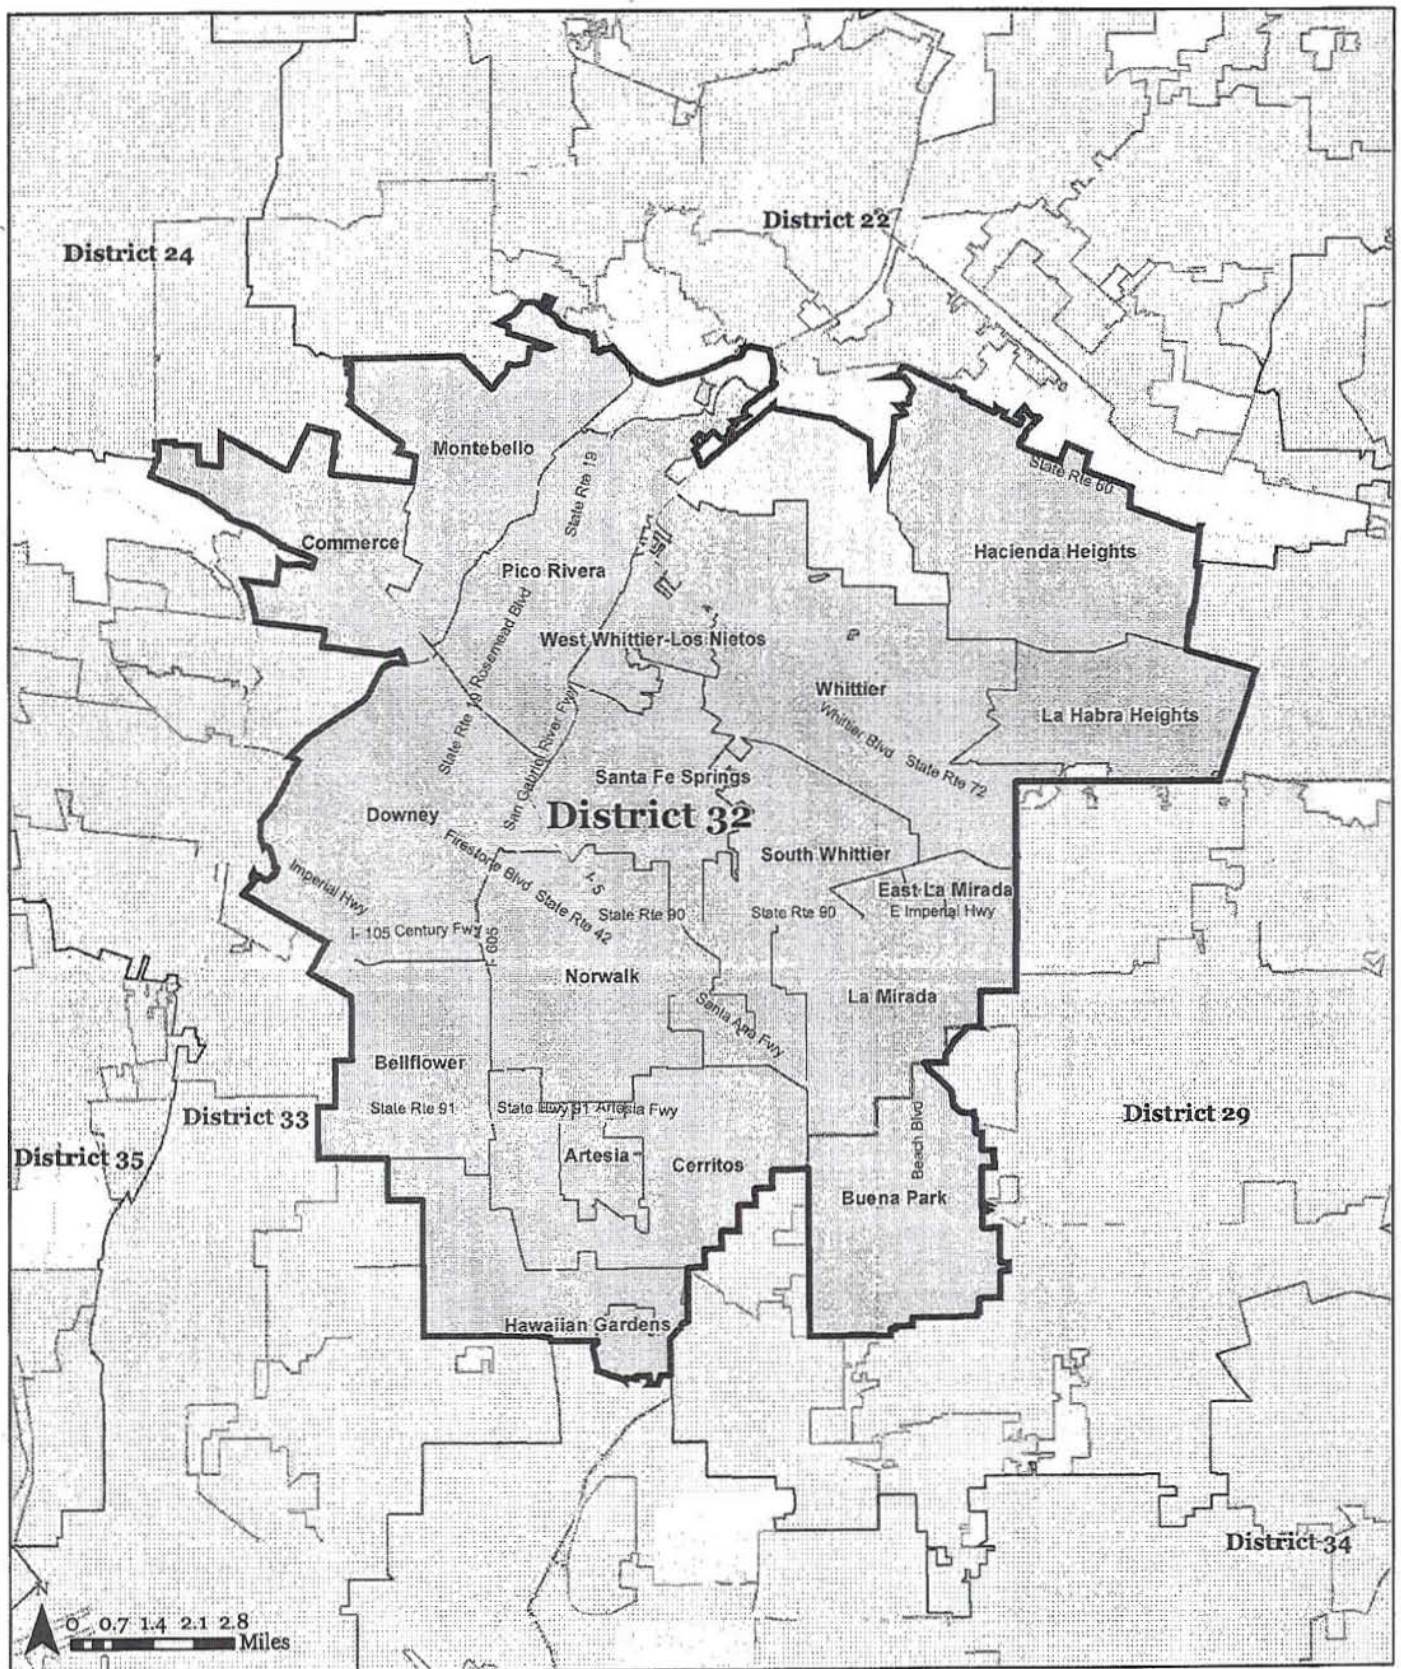 District 22
District 24
Montebello
State Rte 19
State Rte 60
Commerce
Hacienda Heights
Pico Rivera
West Whittier-Los Nietos
State Rte 19 Rosemead Blvd
Whittier
La Habra Heights
San Gabriel River Fwy
Whittier Blvd State Rte 72
Santa Fe Springs
Downey
District 32
Firestone Blvd State Rte 42
South Whittier
Imperial Hwy
I-5
East La Mirada
State Rte 90
State Rte 90
E Imperial Hwy
I- 105 Century Fwy
I- 605
Norwalk
La Mirada
Santa Ana Fwy
Bellflower
State Rte 91
State Hwy 91 Artesia Fwy
District 33
District 29
Beach Blvd
District 35
Artesia
Cerritos
Buena Park
Hawaiian Gardens
District 34
N
0 0.7 1.4 2.1 2.8
Miles